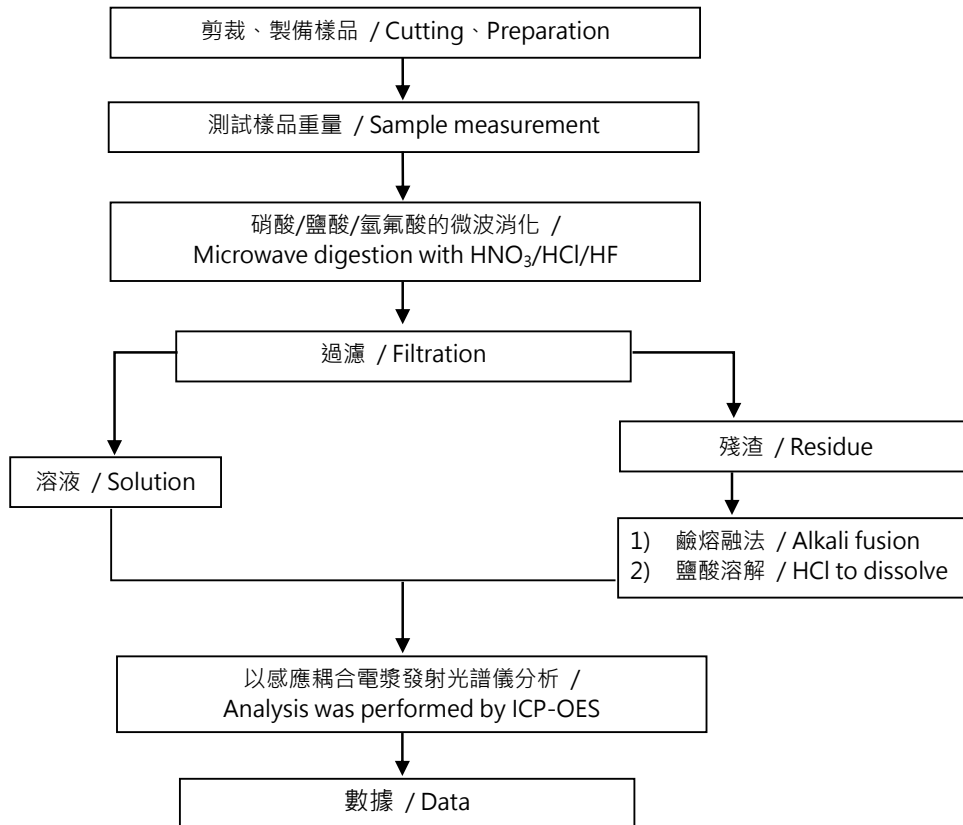 剪裁、製備樣品 / Cutting、Preparation
測試樣品重量 / Sample measurement
硝酸/鹽酸/氫氟酸的微波消化 /
Microwave digestion with HNO₃/HCl/HF
過濾 / Filtration
溶液 / Solution
殘渣 / Residue
1) 鹼熔融法 / Alkali fusion
2) 鹽酸溶解 / HCl to dissolve
以感應耦合電漿發射光譜儀分析 /
Analysis was performed by ICP-OES
數據 / Data